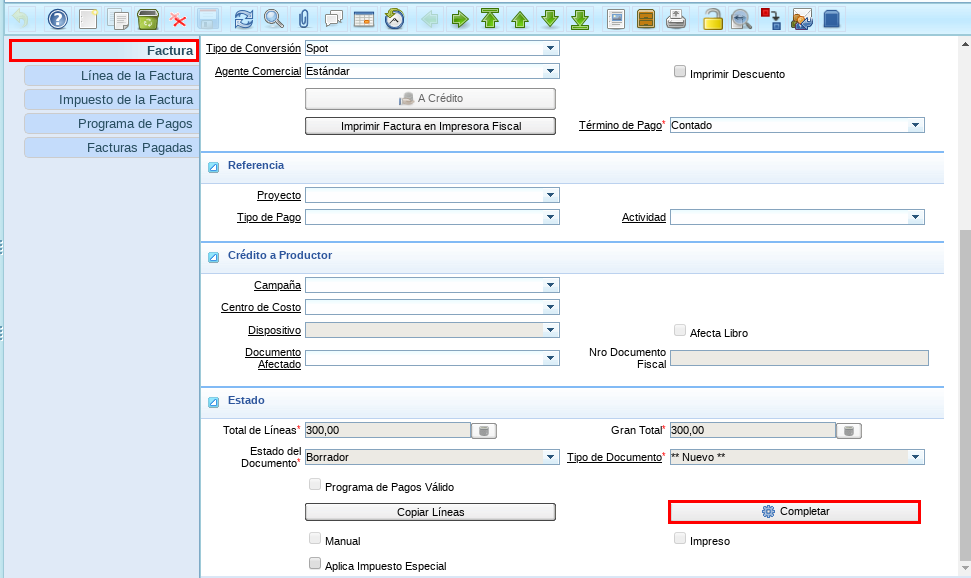 Factura
Línea de la Factura
Impuesto de la Factura
Programa de Pagos
Facturas Pagadas
Tipo de Conversión Spot
Agente Comercial Estándar
Imprimir Descuento
A Crédito
Imprimir Factura en Impresora Fiscal
Término de Pago* Contado
Referencia
Proyecto
Tipo de Pago
Actividad
Crédito a Productor
Campaña
Centro de Costo
Dispositivo
Afecta Libro
Documento
Afectado
Nro Documento
Fiscal
Estado
Total de Líneas* 300,00
Gran Total* 300,00
Estado del
Documento* Borrador
Tipo de Documento* ** Nuevo **
Programa de Pagos Válido
Copiar Líneas
Completar
Manual
Impreso
Aplica Impuesto Especial